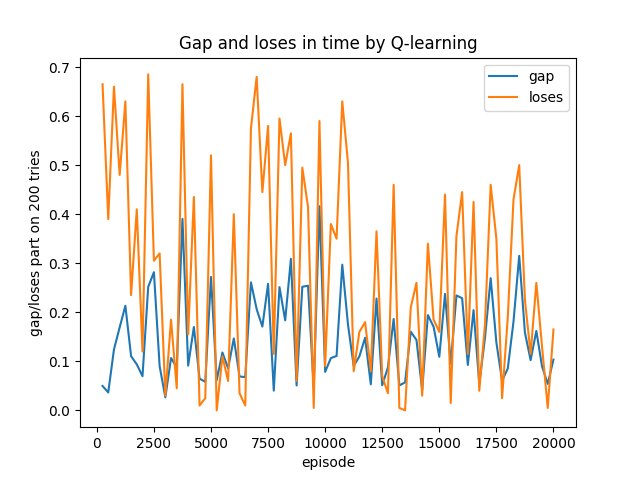 Gap and loses in time by Q-learning
gap
loses
gap/loses part on 200 tries
0.7
0.6
0.5
0.4
0.3
0.2
0.1
0.0
0 2500 5000 7500 10000 12500 15000 17500 20000
episode